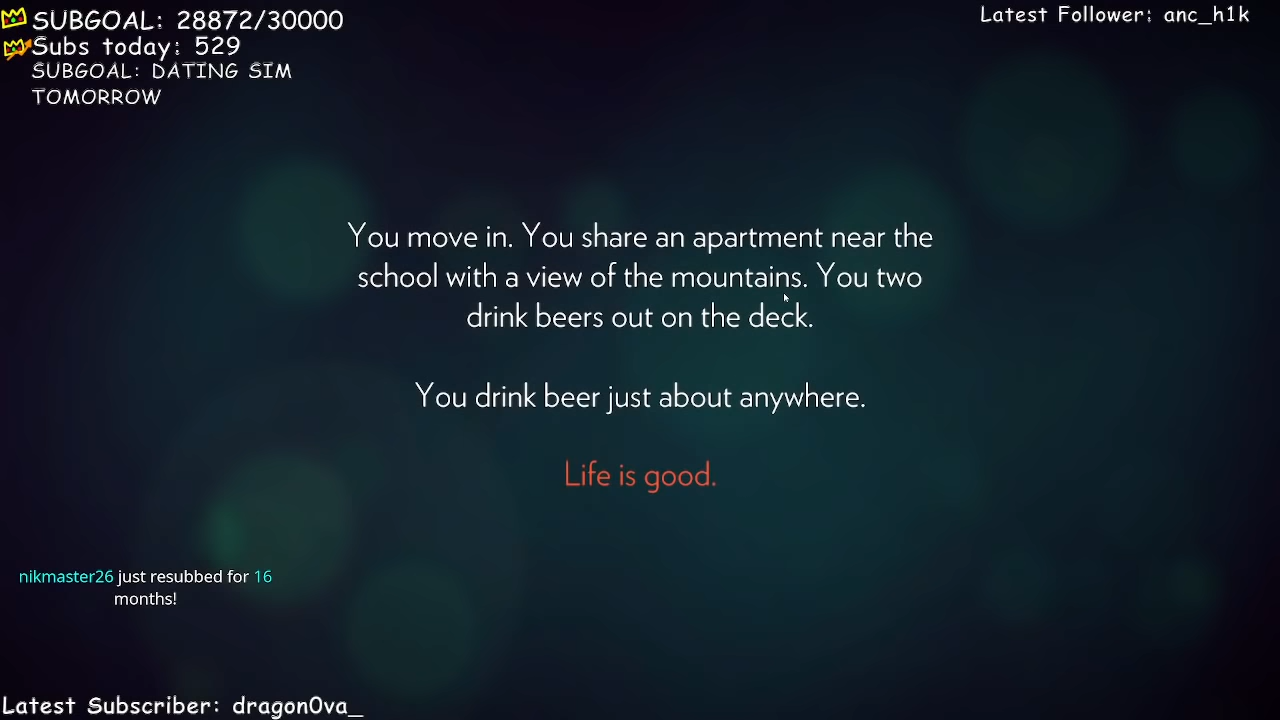 SUBGOAL: 28872/30000
Latest Follower: anc_h1k
Subs today: 529
SUBGOAL: DATING SIM
TOMORROW
You move in. You share an apartment near the
school with a view of the mountains. You two
drink beers out on the deck.
You drink beer just about anywhere.
Life is good.
nikmaster26 just resubbed for 16
months!
Latest Subscriber: dragon0va_